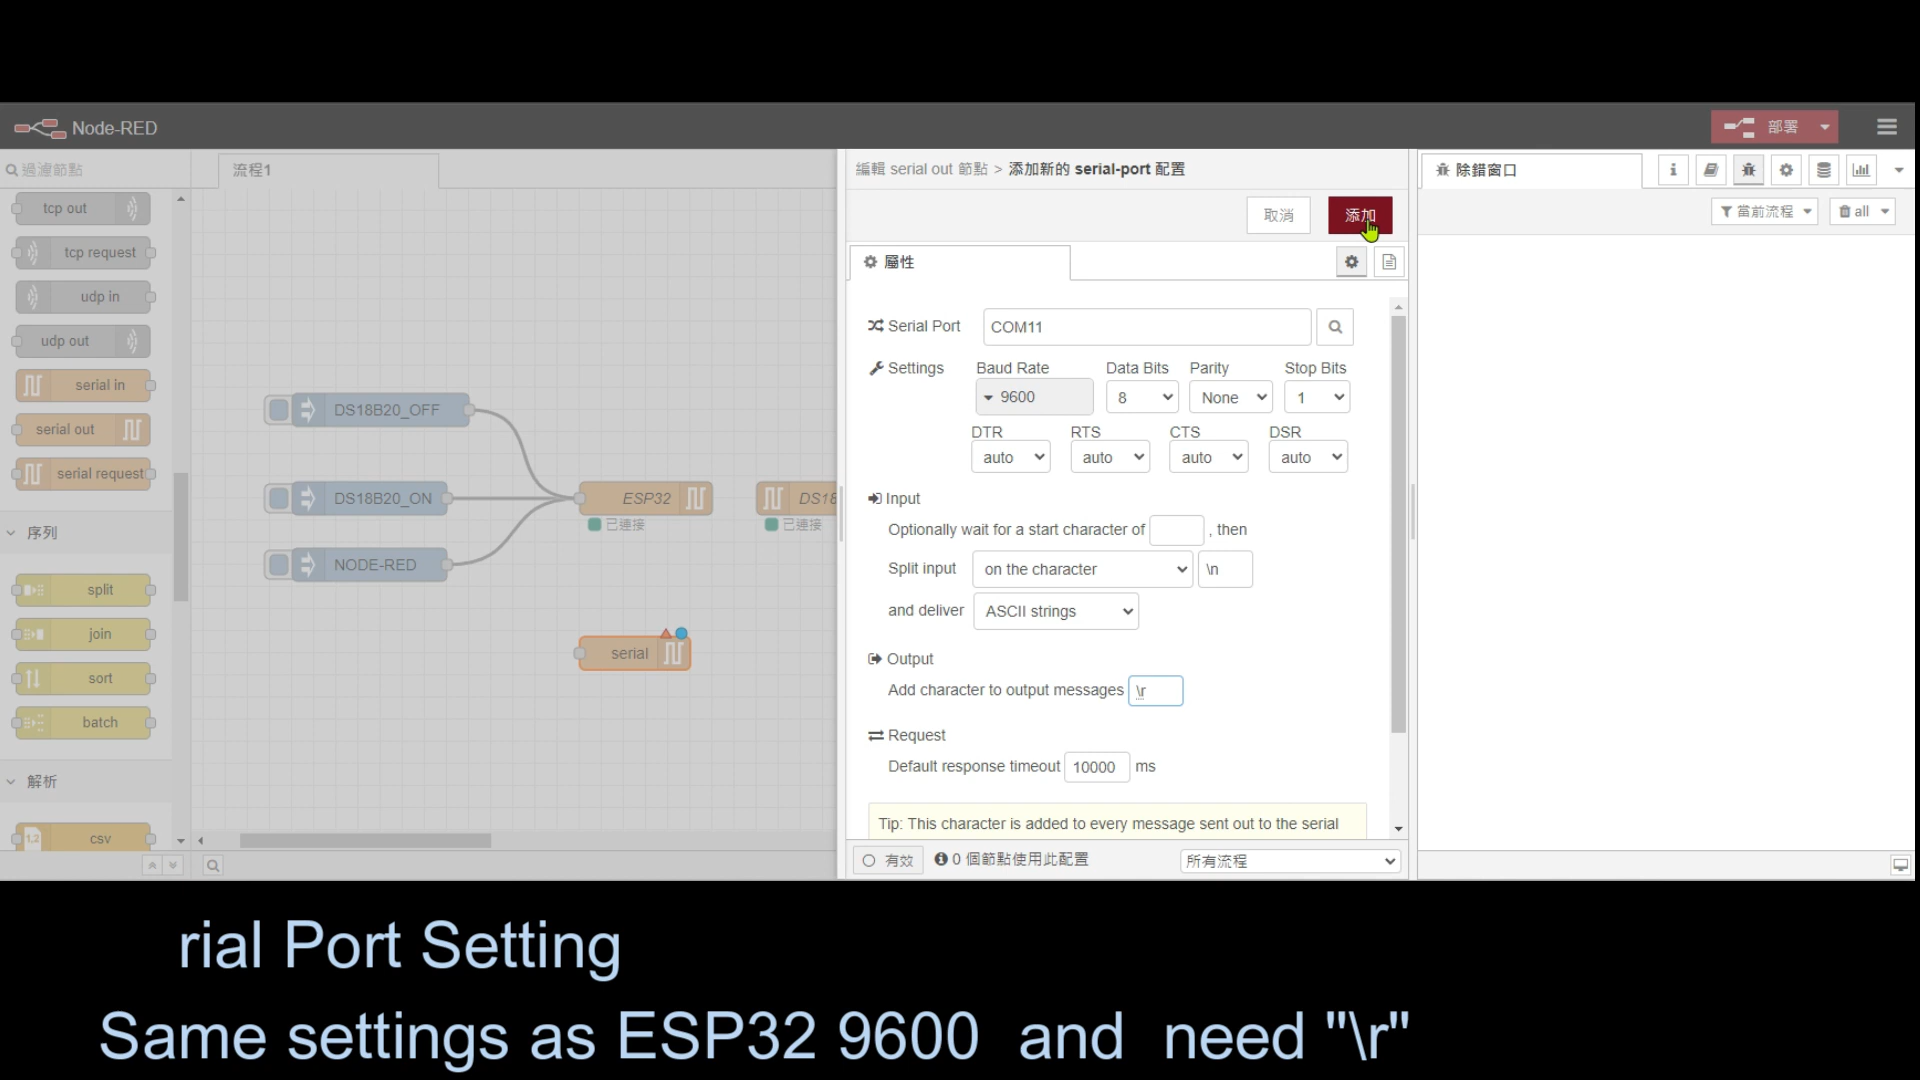 Node-RED
部署
過濾節點
流程1
編輯 serial out 節點 > 添加新的 serial-port 配置
除錯窗口
取消
添加
當前流程
all
屬性
tcp out
tcp request
udp in
udp out
serial in
serial out
serial request
序列
split
join
sort
batch
解析
csv
DS18B20_OFF
DS18B20_ON
NODE-RED
ESP32
已連接
DS18
已連接
serial
Serial Port COM11
Settings Baud Rate Data Bits Parity Stop Bits
9600 8 None 1
DTR RTS CTS DSR
auto auto auto auto
Input
Optionally wait for a start character of , then
Split input on the character \n
and deliver ASCII strings
Output
Add character to output messages \r
Request
Default response timeout 10000 ms
Tip: This character is added to every message sent out to the serial
有效 0 個節點使用此配置 所有流程
rial Port Setting
Same settings as ESP32 9600 and need "\r"